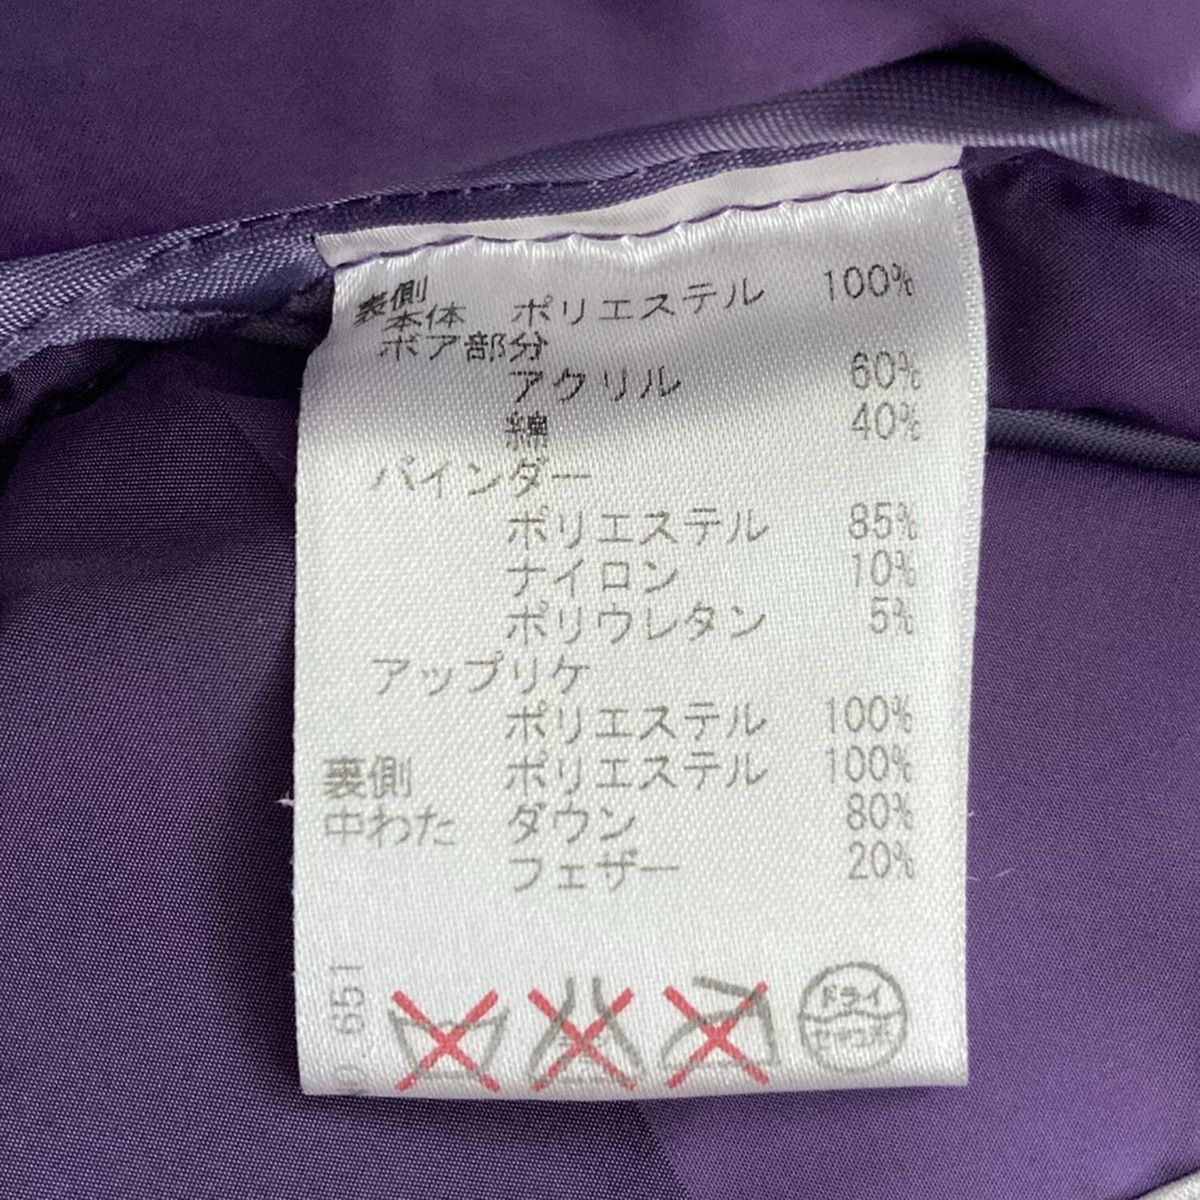 表側
本体 ポリエステル 100%
ボア部分
アクリル 60%
綿 40%
バインダー
ポリエステル 85%
ナイロン 10%
ポリウレタン 5%
アップリケ
ポリエステル 100%
裏側 ポリエステル 100%
中わた ダウン 80%
フェザー 20%
651
ドライ